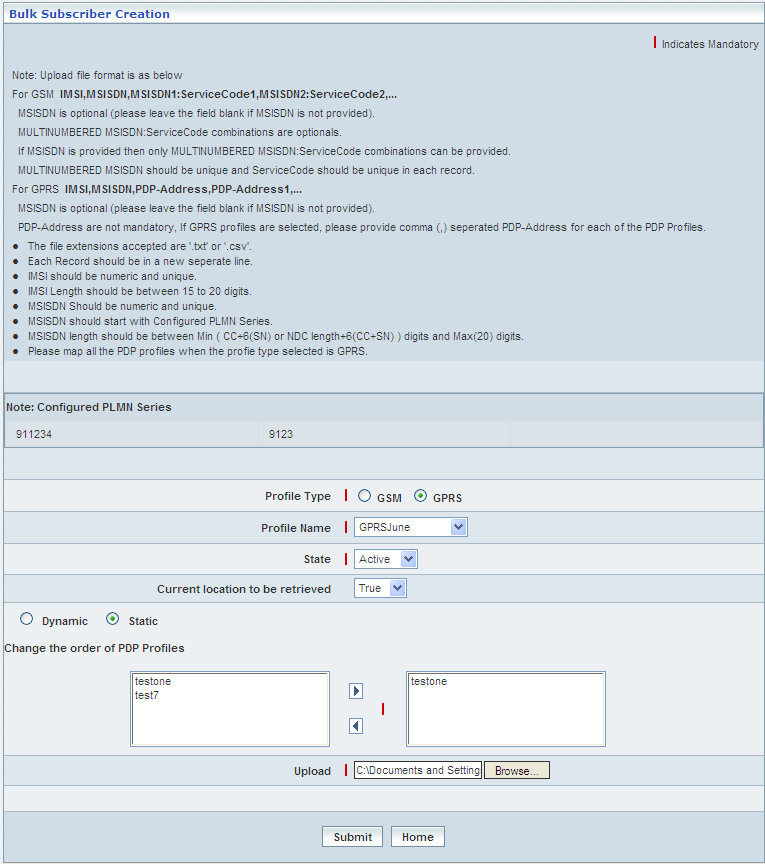 Bulk Subscriber Creation
Indicates Mandatory
Note: Upload file format is as below
For GSM IMSI,MSISDN,MSISDN1:ServiceCode1,MSISDN2:ServiceCode2,...
MSISDN is optional (please leave the field blank if MSISDN is not provided).
MULTINUMBERED MSISDN:ServiceCode combinations are optionals.
If MSISDN is provided then only MULTINUMBERED MSISDN:ServiceCode combinations can be provided.
MULTINUMBERED MSISDN should be unique and ServiceCode should be unique in each record.
For GPRS IMSI,MSISDN,PDP-Address,PDP-Address1,...
MSISDN is optional (please leave the field blank if MSISDN is not provided).
PDP-Address are not mandatory, If GPRS profiles are selected, please provide comma (,) seperated PDP-Address for each of the PDP Profiles.
● The file extensions accepted are '.txt' or '.csv'.
● Each Record should be in a new seperate line.
● IMSI should be numeric and unique.
● IMSI Length should be between 15 to 20 digits.
● MSISDN Should be numeric and unique.
● MSISDN should start with Configured PLMN Series.
● MSISDN length should be between Min ( CC+6(SN) or NDC length+6(CC+SN) ) digits and Max(20) digits.
● Please map all the PDP profiles when the profie type selected is GPRS.
Note: Configured PLMN Series
911234 9123
Profile Type GSM GPRS
Profile Name GPRSJune
State Active
Current location to be retrieved True
Dynamic Static
Change the order of PDP Profiles
testone testone
test7
Upload C:\Documents and Setting Browse...
Submit Home